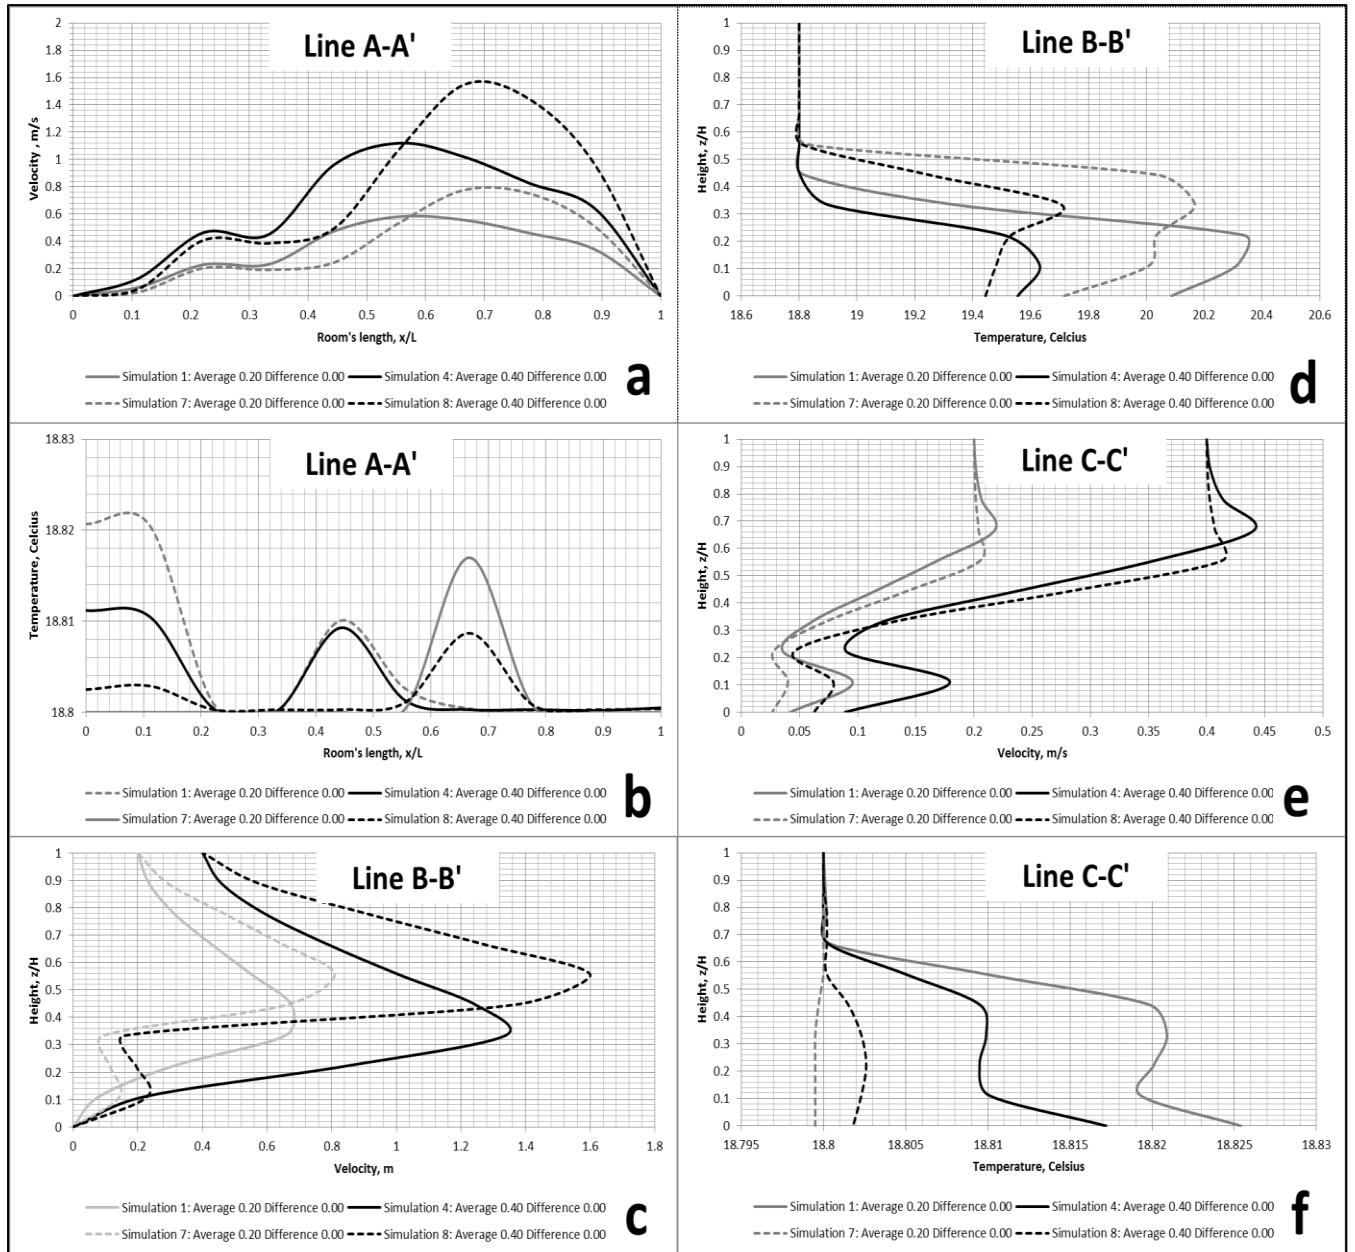 Line A-A'
Velocity , m/s
2
1.8
1.6
1.4
1.2
1
0.8
0.6
0.4
0.2
0
0 0.1 0.2 0.3 0.4 0.5 0.6 0.7 0.8 0.9 1
Room's length, x/L
Simulation 1: Average 0.20 Difference 0.00 Simulation 4: Average 0.40 Difference 0.00
Simulation 7: Average 0.20 Difference 0.00 Simulation 8: Average 0.40 Difference 0.00
a
Line B-B'
Height, z/H
1
0.9
0.8
0.7
0.6
0.5
0.4
0.3
0.2
0.1
0
18.6 18.8 19 19.2 19.4 19.6 19.8 20 20.2 20.4 20.6
Temperature, Celcius
Simulation 1: Average 0.20 Difference 0.00 Simulation 4: Average 0.40 Difference 0.00
Simulation 7: Average 0.20 Difference 0.00 Simulation 8: Average 0.40 Difference 0.00
d
Line A-A'
Temperature, Celcius
18.83
18.82
18.81
18.8
0 0.1 0.2 0.3 0.4 0.5 0.6 0.7 0.8 0.9 1
Room's length, x/L
Simulation 1: Average 0.20 Difference 0.00 Simulation 4: Average 0.40 Difference 0.00
Simulation 7: Average 0.20 Difference 0.00 Simulation 8: Average 0.40 Difference 0.00
b
Line C-C'
Height, z/H
1
0.9
0.8
0.7
0.6
0.5
0.4
0.3
0.2
0.1
0
0 0.05 0.1 0.15 0.2 0.25 0.3 0.35 0.4 0.45 0.5
Velocity, m/s
Simulation 1: Average 0.20 Difference 0.00 Simulation 4: Average 0.40 Difference 0.00
Simulation 7: Average 0.20 Difference 0.00 Simulation 8: Average 0.40 Difference 0.00
e
Line B-B'
Height, z/H
1
0.9
0.8
0.7
0.6
0.5
0.4
0.3
0.2
0.1
0
0 0.2 0.4 0.6 0.8 1 1.2 1.4 1.6 1.8
Velocity, m
Simulation 1: Average 0.20 Difference 0.00 Simulation 4: Average 0.40 Difference 0.00
Simulation 7: Average 0.20 Difference 0.00 Simulation 8: Average 0.40 Difference 0.00
c
Line C-C'
Height, z/H
1
0.9
0.8
0.7
0.6
0.5
0.4
0.3
0.2
0.1
0
18.795 18.8 18.805 18.81 18.815 18.82 18.825 18.83
Temperature, Celsius
Simulation 1: Average 0.20 Difference 0.00 Simulation 4: Average 0.40 Difference 0.00
Simulation 7: Average 0.20 Difference 0.00 Simulation 8: Average 0.40 Difference 0.00
f